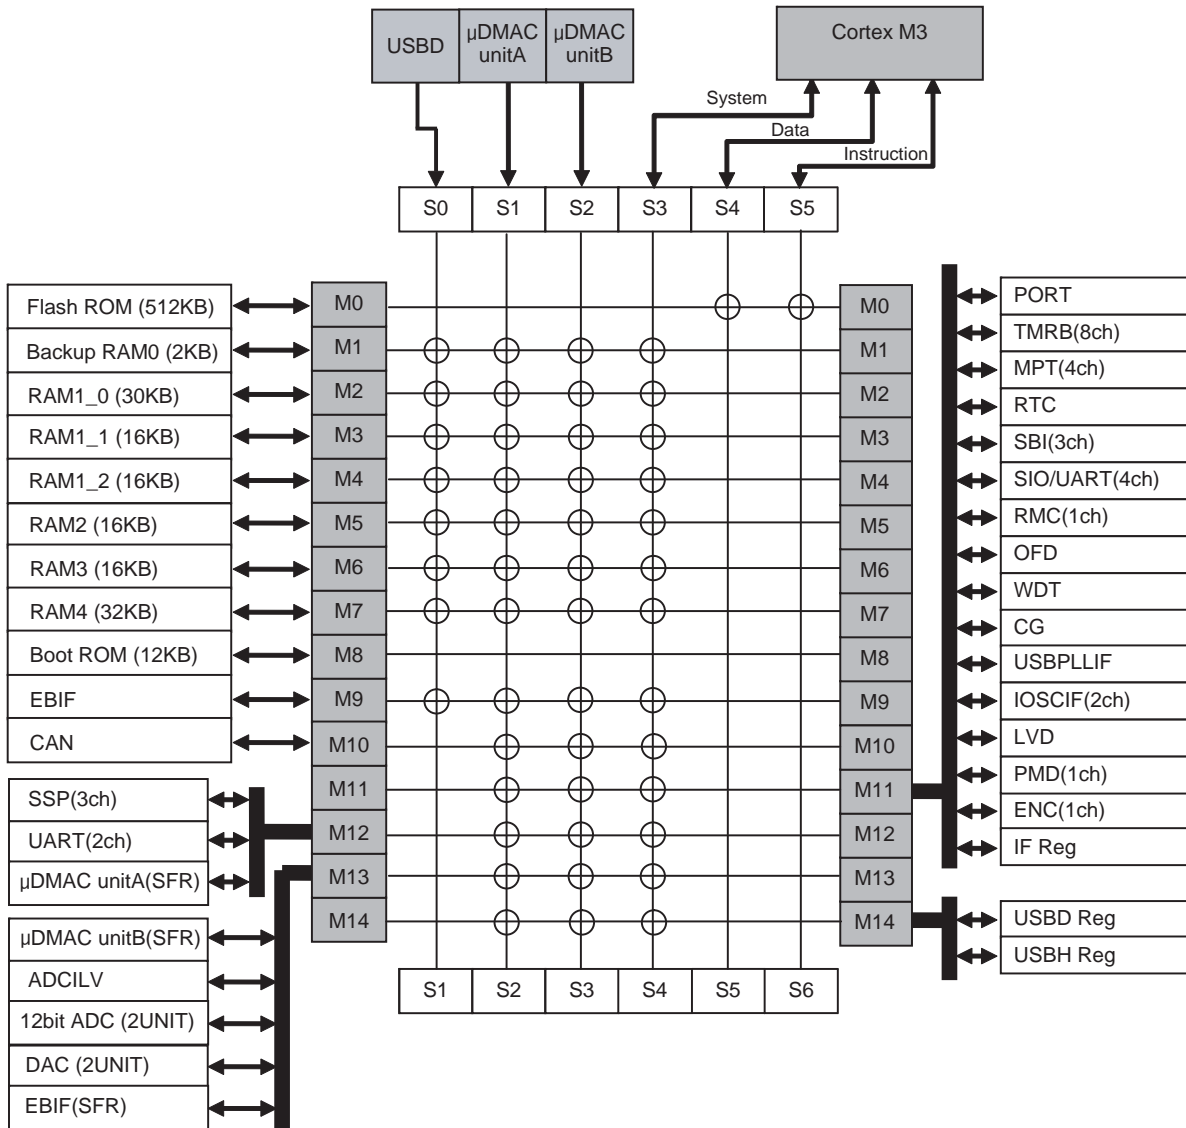 USBD
µDMAC
unitA
µDMAC
unitB
Cortex M3
System
Data
Instruction
S0
S1
S2
S3
S4
S5
Flash ROM (512KB)
Backup RAM0 (2KB)
RAM1_0 (30KB)
RAM1_1 (16KB)
RAM1_2 (16KB)
RAM2 (16KB)
RAM3 (16KB)
RAM4 (32KB)
Boot ROM (12KB)
EBIF
CAN
SSP(3ch)
UART(2ch)
µDMAC unitA(SFR)
µDMAC unitB(SFR)
ADCILV
12bit ADC (2UNIT)
DAC (2UNIT)
EBIF(SFR)
M0
M1
M2
M3
M4
M5
M6
M7
M8
M9
M10
M11
M12
M13
M14
M0
M1
M2
M3
M4
M5
M6
M7
M8
M9
M10
M11
M12
M13
M14
PORT
TMRB(8ch)
MPT(4ch)
RTC
SBI(3ch)
SIO/UART(4ch)
RMC(1ch)
OFD
WDT
CG
USBPLLIF
IOSCIF(2ch)
LVD
PMD(1ch)
ENC(1ch)
IF Reg
USBD Reg
USBH Reg
S1
S2
S3
S4
S5
S6